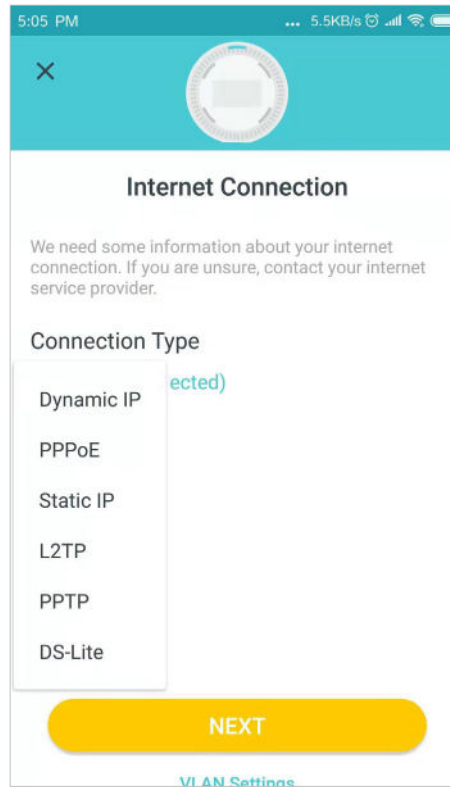 5:05 PM
... 5.5KB/s
Internet Connection
We need some information about your internet
connection. If you are unsure, contact your internet
service provider.
Connection Type
ected)
Dynamic IP
PPPoE
Static IP
L2TP
PPTP
DS-Lite
NEXT
VLAN Settings